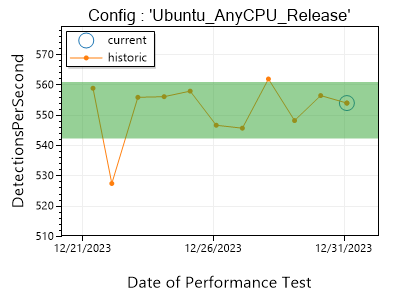 Config : 'Ubuntu_AnyCPU_Release'
current
historic
DetectionsPerSecond
570
560
550
540
530
520
510
12/21/2023
12/26/2023
12/31/2023
Date of Performance Test